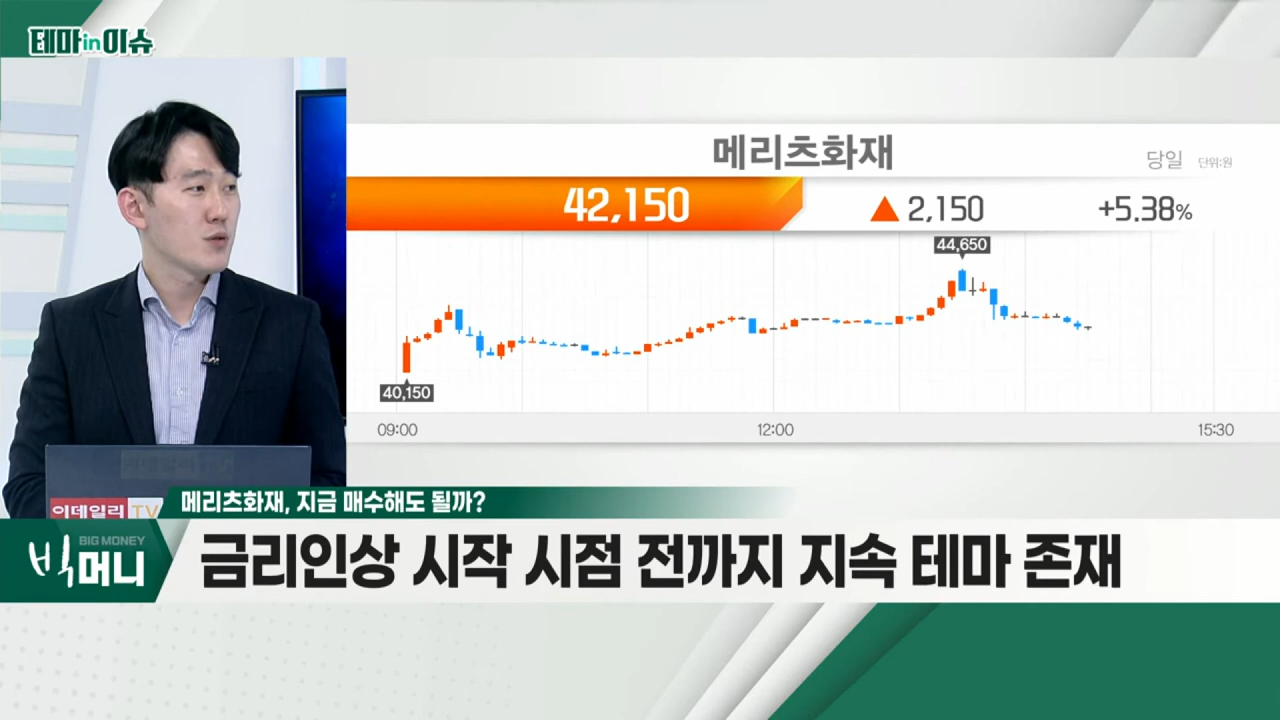 테마in이슈
메리츠화재
당일 단위:원
42,150 ▲ 2,150 +5.38%
44,650
40,150
09:00 12:00 15:30
이데일리TV
메리츠화재, 지금 매수해도 될까?
BIG MONEY
빅머니
금리인상 시작 시점 전까지 지속 테마 존재